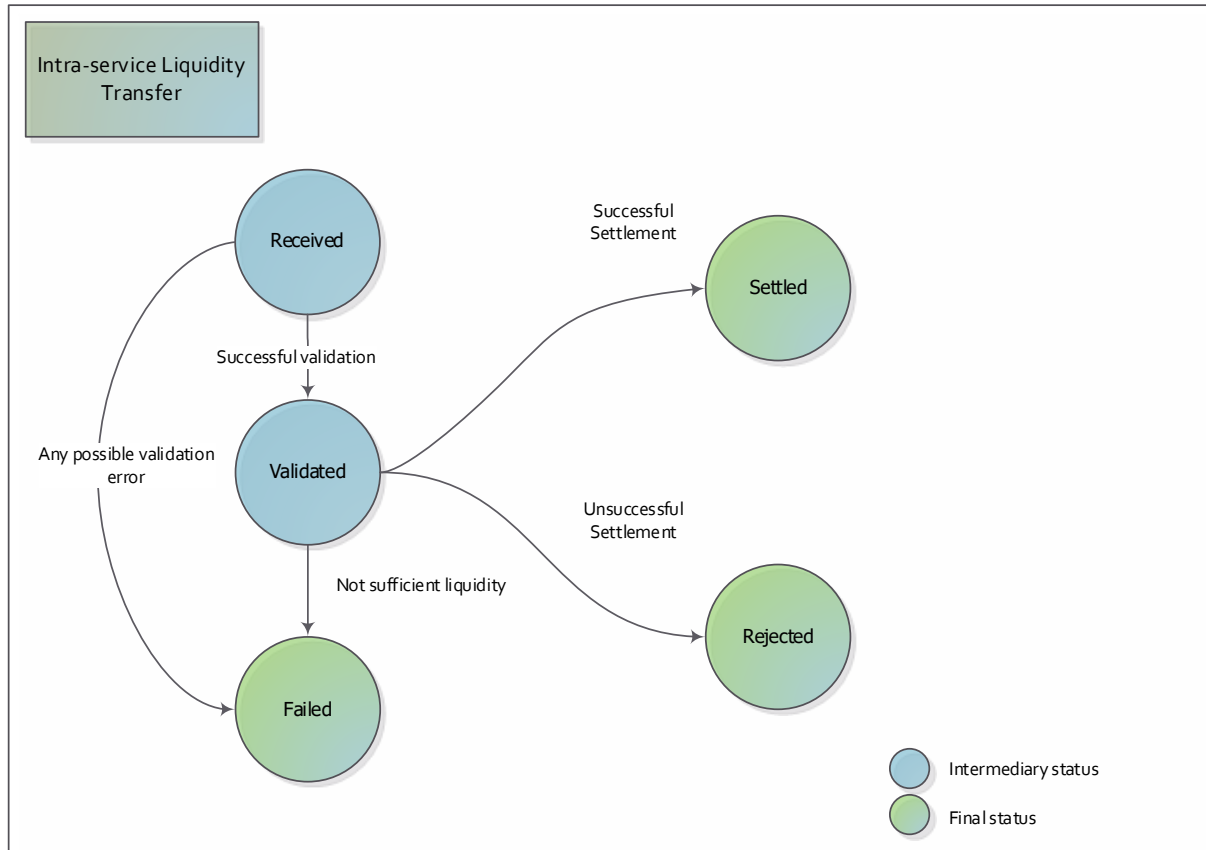 Intra-service Liquidity
Transfer
Received
Successful
Settlement
Settled
Successful validation
Any possible validation
error
Validated
Unsuccessful
Settlement
Not sufficient liquidity
Rejected
Failed
Intermediary status
Final status